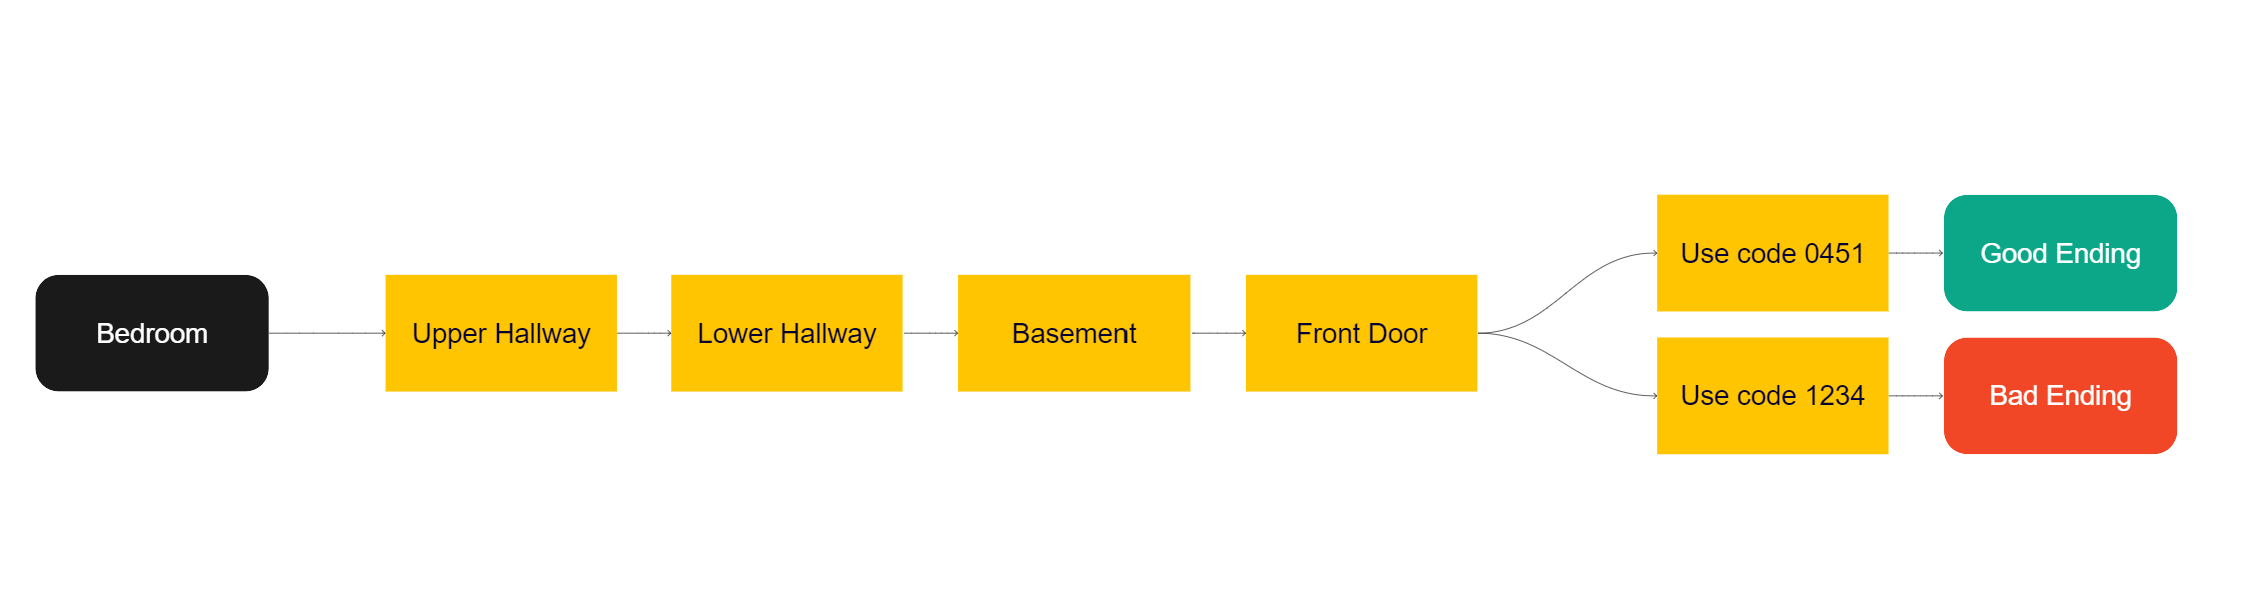 Bedroom
Upper Hallway
Lower Hallway
Basement
Front Door
Use code 0451
Good Ending
Use code 1234
Bad Ending